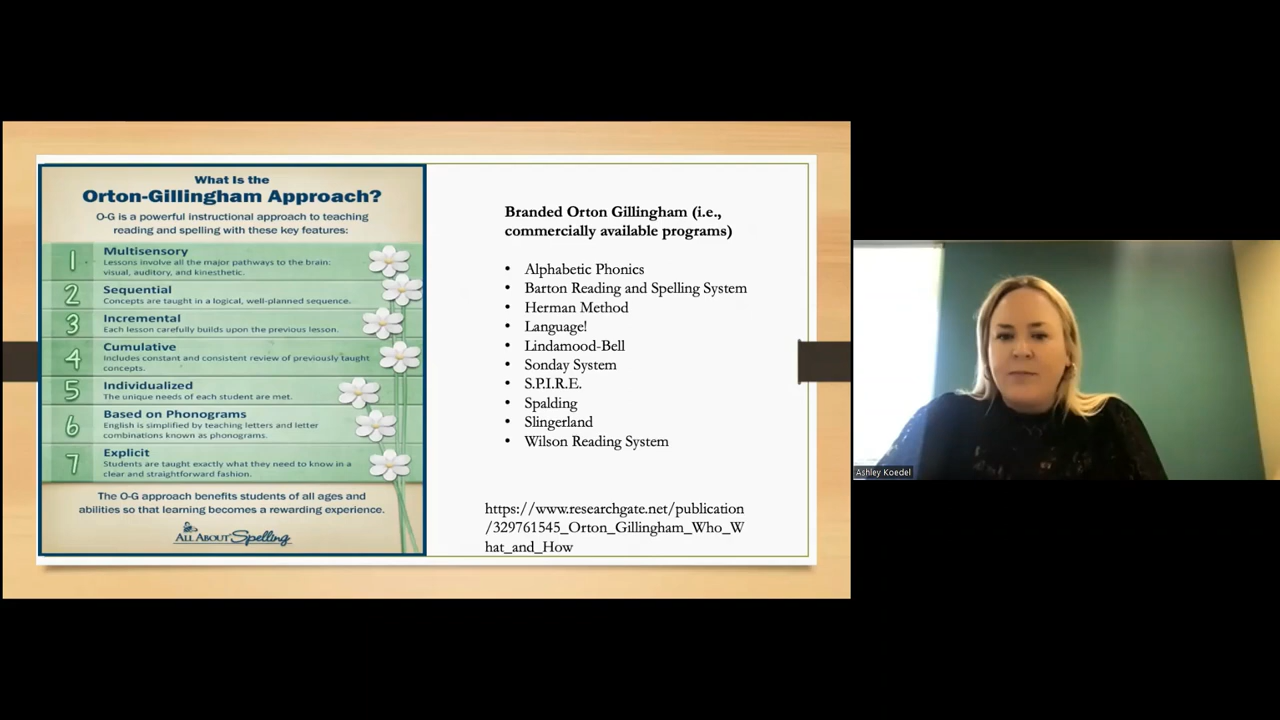 What Is the
Orton-Gillingham Approach?
O-G is a powerful instructional approach to teaching
reading and spelling with these key features:
1 Multisensory
Lessons involve all the major pathways to the brain:
visual, auditory, and kinesthetic.
2 Sequential
Concepts are taught in a logical, well-planned sequence.
3 Incremental
Each lesson carefully builds upon the previous lesson.
4 Cumulative
Includes constant and consistent review of previously taught
concepts.
5 Individualized
The unique needs of each student are met.
6 Based on Phonograms
English is simplified by teaching letters and letter
combinations known as phonograms.
7 Explicit
Students are taught exactly what they need to know in a
clear and straightforward fashion.
The O-G approach benefits students of all ages and
abilities so that learning becomes a rewarding experience.
ALL ABOUT Spelling
Branded Orton Gillingham (i.e.,
commercially available programs)
• Alphabetic Phonics
• Barton Reading and Spelling System
• Herman Method
• Language!
• Lindamood-Bell
• Sonday System
• S.P.I.R.E.
• Spalding
• Slingerland
• Wilson Reading System
https://www.researchgate.net/publication
/329761545_Orton_Gillingham_Who_W
hat_and_How
Ashley Koedel